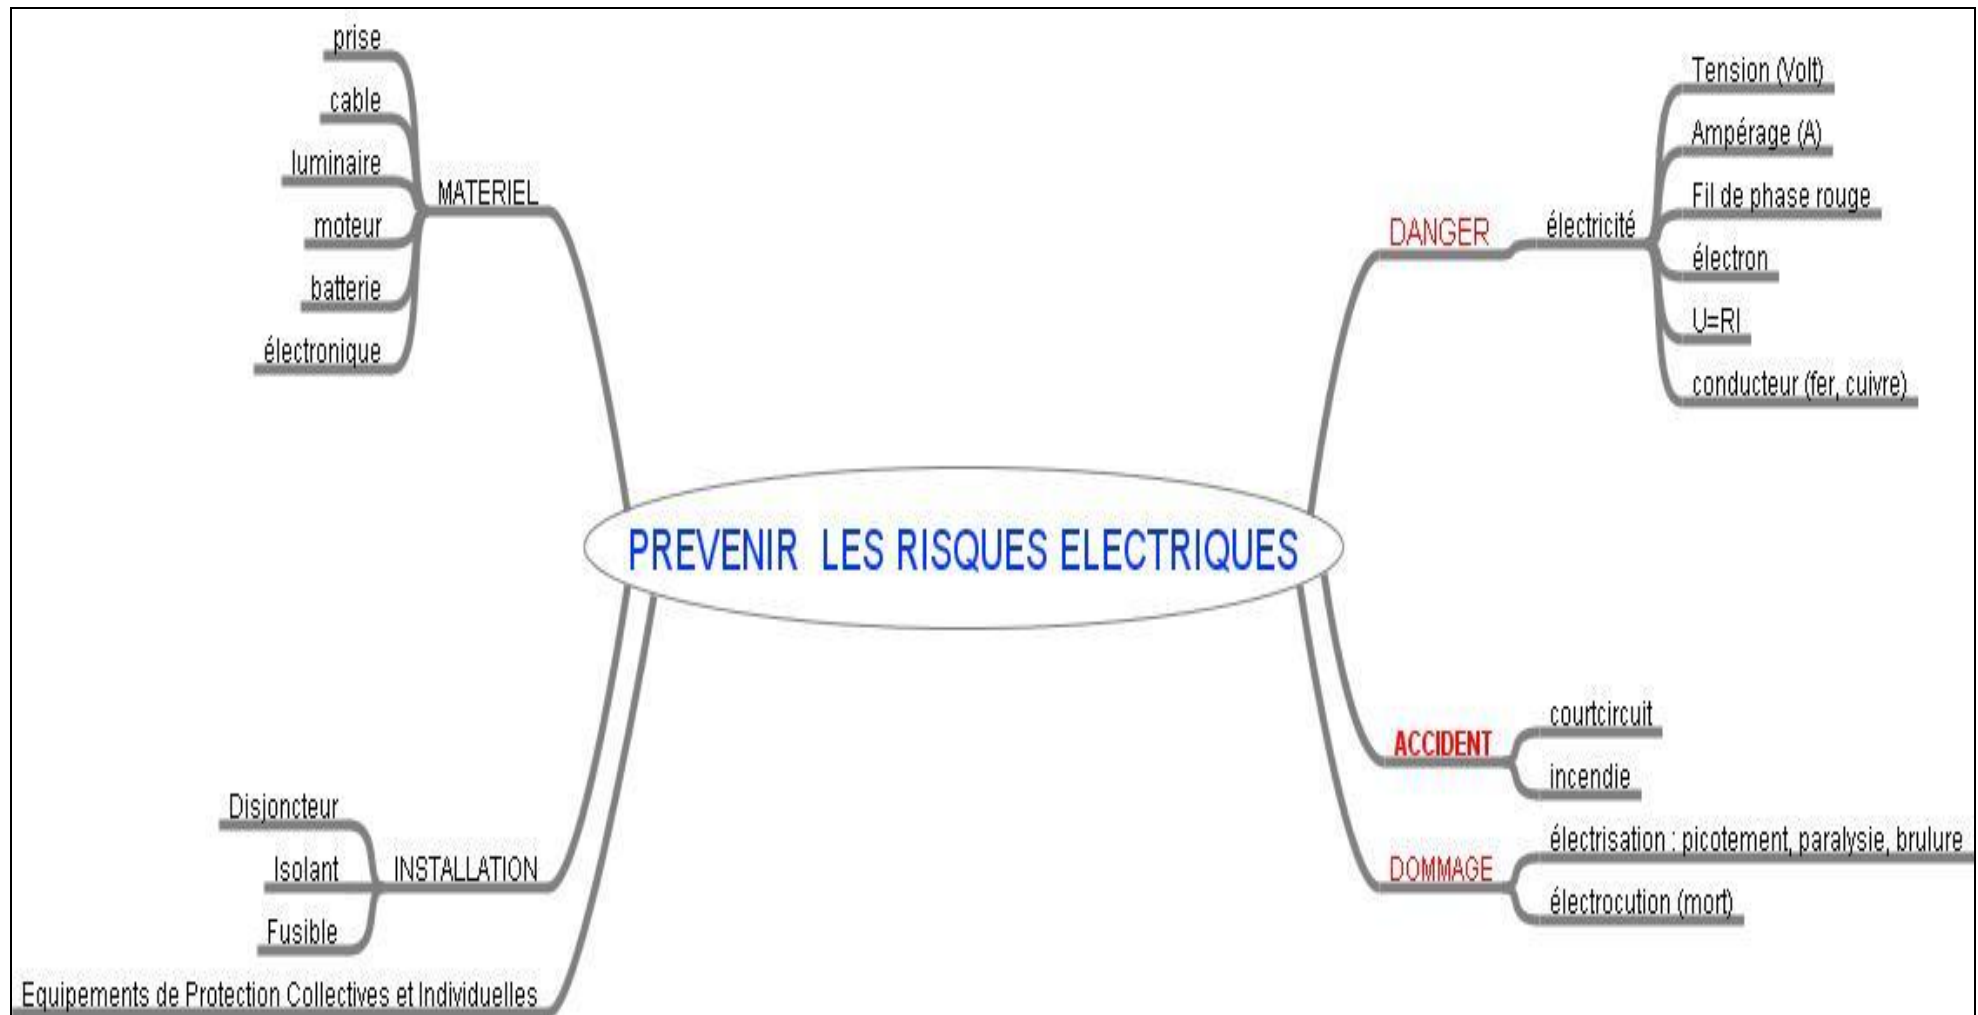 prise
cable
luminaire
moteur
batterie
électronique
MATERIEL
DANGER
électricité
Tension (Volt)
Ampérage (A)
Fil de phase rouge
électron
U=RI
conducteur (fer, cuivre)
PREVENIR LES RISQUES ELECTRIQUES
Disjoncteur
Isolant
Fusible
INSTALLATION
Equipements de Protection Collectives et Individuelles
ACCIDENT
courtcircuit
incendie
DOMMAGE
électrisation : picotement, paralysie, brulure
électrocution (mort)